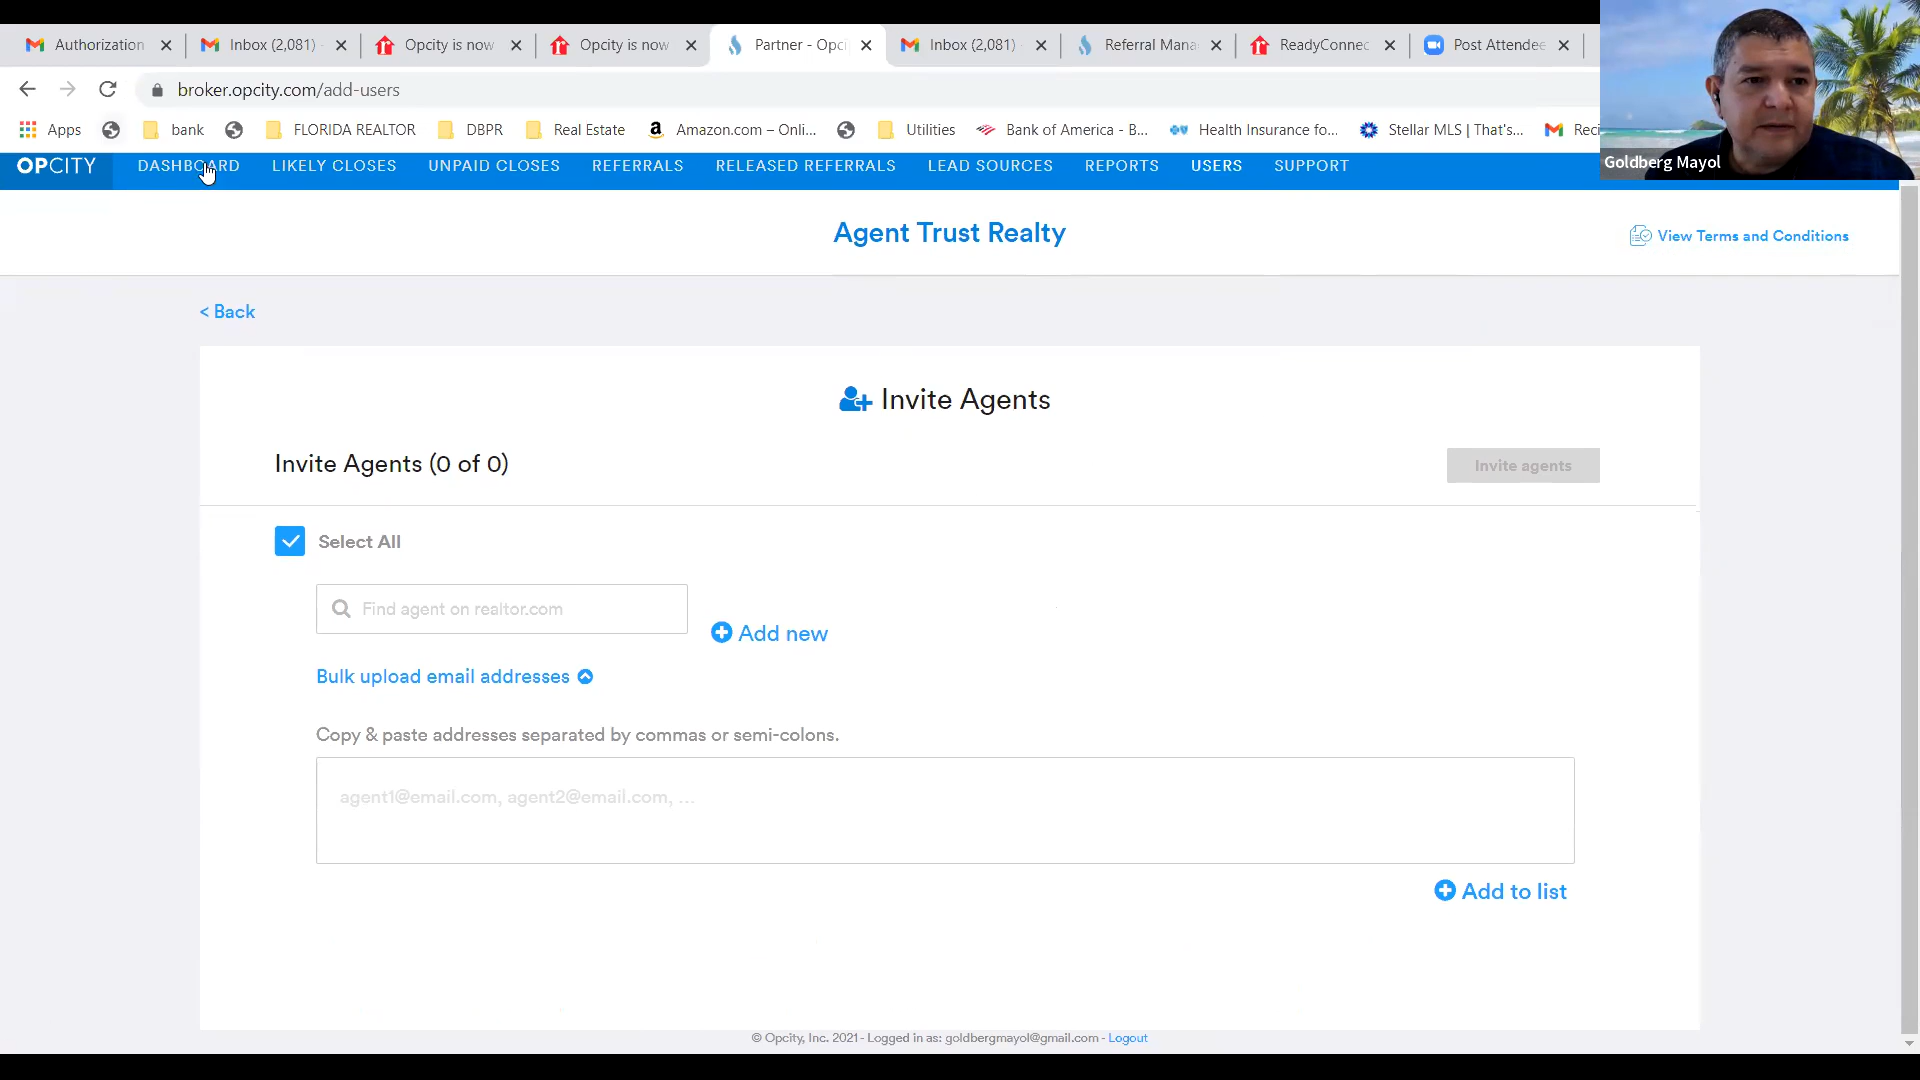 Authorization
Inbox (2,081)
Opcity is now
Opcity is now
Partner - Opci
Inbox (2,081)
Referral Mana
ReadyConnec
Post Attendee
broker.opcity.com/add-users
Apps
bank
FLORIDA REALTOR
DBPR
Real Estate
Amazon.com – Onli...
Utilities
Bank of America - B...
Health Insurance fo...
Stellar MLS | That's...
Reci
Goldberg Mayol
OPCITY
DASHBOARD
LIKELY CLOSES
UNPAID CLOSES
REFERRALS
RELEASED REFERRALS
LEAD SOURCES
REPORTS
USERS
SUPPORT
Agent Trust Realty
View Terms and Conditions
< Back
Invite Agents
Invite Agents (0 of 0)
Invite agents
Select All
Find agent on realtor.com
Add new
Bulk upload email addresses
Copy & paste addresses separated by commas or semi-colons.
agent1@email.com, agent2@email.com, ...
Add to list
© Opcity, Inc. 2021 - Logged in as: goldbergmayol@gmail.com - Logout